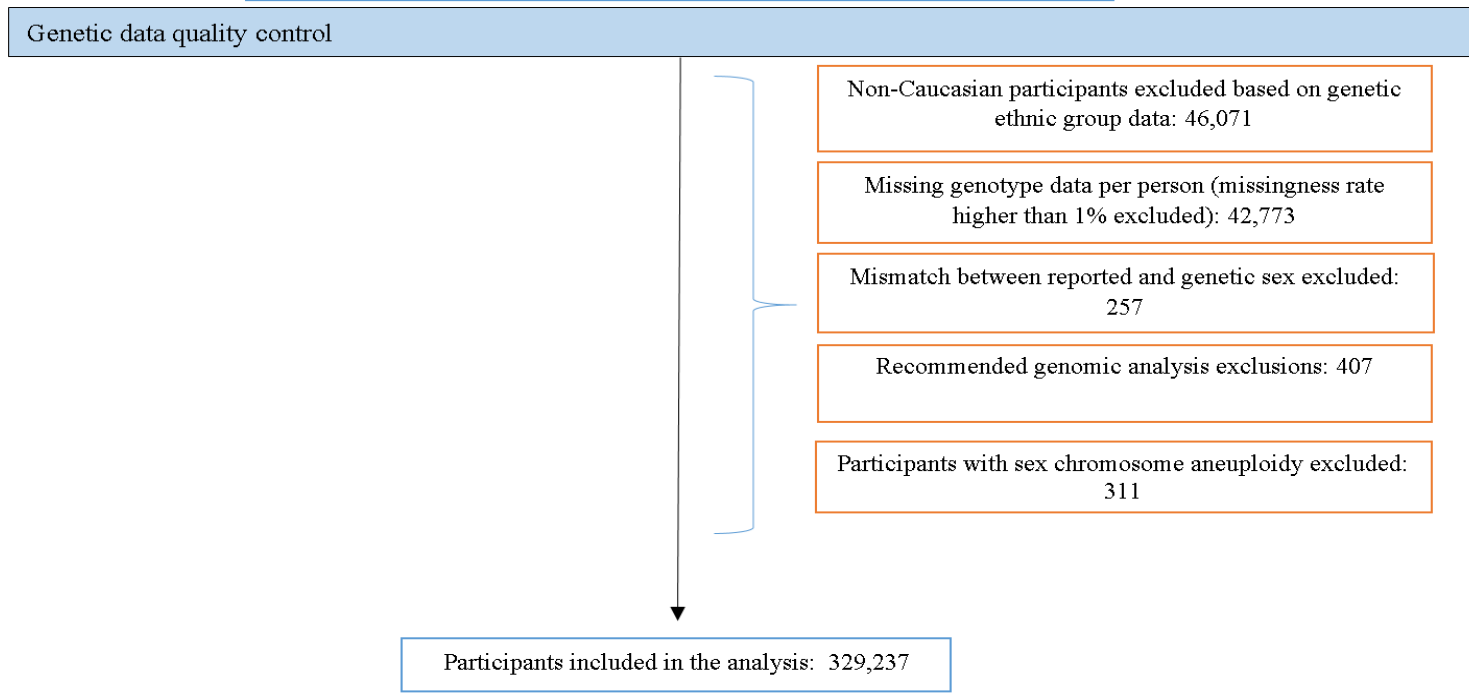 Genetic data quality control
Non-Caucasian participants excluded based on genetic
ethnic group data: 46,071
Missing genotype data per person (missingness rate
higher than 1% excluded): 42,773
Mismatch between reported and genetic sex excluded:
257
Recommended genomic analysis exclusions: 407
Participants with sex chromosome aneuploidy excluded:
311
Participants included in the analysis: 329,237